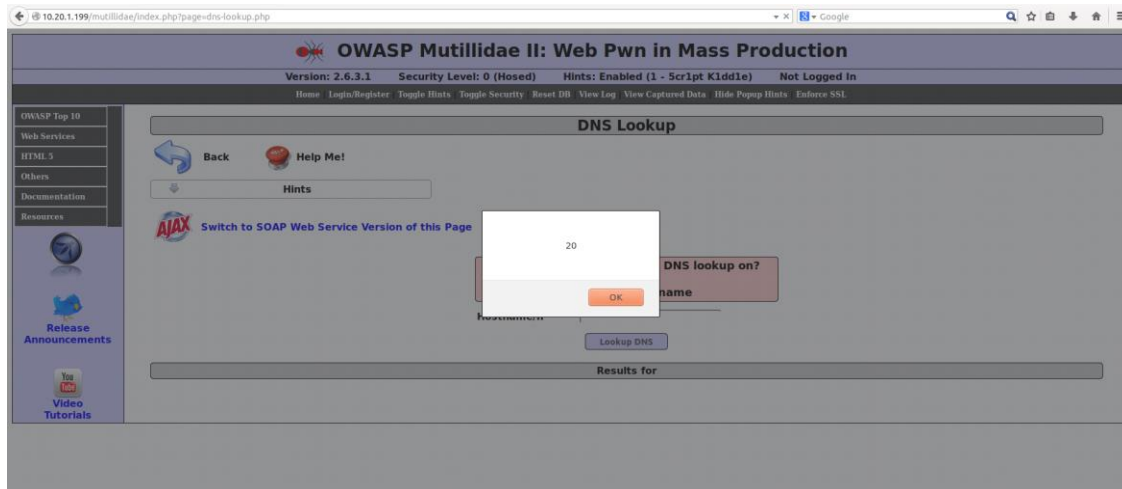 10.20.1.199/mutillidae/index.php?page=dns-lookup.php
Google
OWASP Mutillidae II: Web Pwn in Mass Production
Version: 2.6.3.1 Security Level: 0 (Hosed) Hints: Enabled (1 - 5cr1pt K1dd1e) Not Logged In
Home Login/Register Toggle Hints Toggle Security Reset DB View Log View Captured Data Hide Popup Hints Enforce SSL
OWASP Top 10
Web Services
HTML 5
Others
Documentation
Resources
Release
Announcements
You
Tube
Video
Tutorials
DNS Lookup
Back Help Me!
Hints
AJAX Switch to SOAP Web Service Version of this Page
20
OK
DNS lookup on?
name
Lookup DNS
Results for